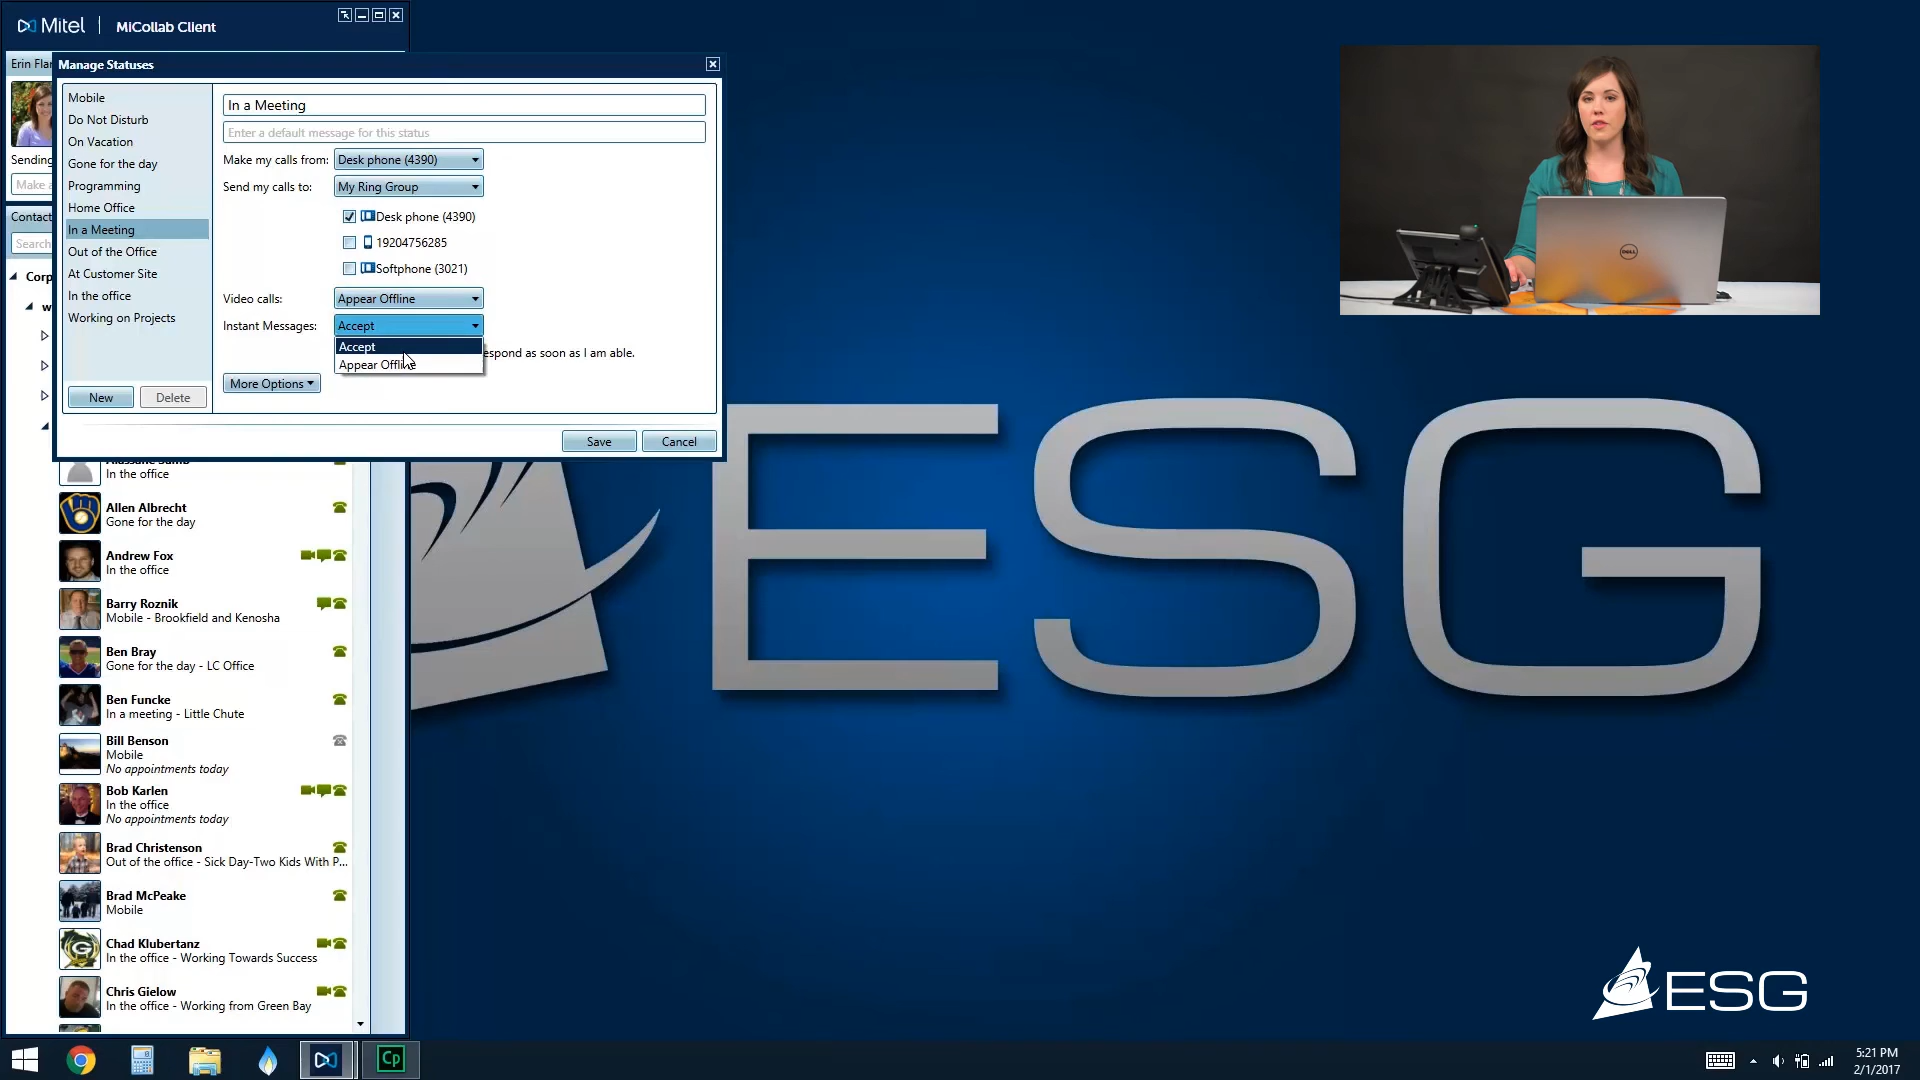 Mitel | MiCollab Client
Erin Flan
Manage Statuses
Sending
Make a
Contact
Search
Corp
w
Mobile
Do Not Disturb
On Vacation
Gone for the day
Programming
Home Office
In a Meeting
Out of the Office
At Customer Site
In the office
Working on Projects
New
Delete
In a Meeting
Enter a default message for this status
Make my calls from: Desk phone (4390)
Send my calls to: My Ring Group
Desk phone (4390)
19204756285
Softphone (3021)
Video calls: Appear Offline
Instant Messages: Accept
Accept
espond as soon as I am able.
Appear Offline
More Options
Save
Cancel
In the office
Allen Albrecht
Gone for the day
Andrew Fox
In the office
Barry Roznik
Mobile - Brookfield and Kenosha
Ben Bray
Gone for the day - LC Office
Ben Funcke
In a meeting - Little Chute
Bill Benson
Mobile
No appointments today
Bob Karlen
In the office
No appointments today
Brad Christenson
Out of the office - Sick Day-Two Kids With P...
Brad McPeake
Mobile
Chad Klubertanz
In the office - Working Towards Success
Chris Gielow
In the office - Working from Green Bay
ESG
DELL
ESG
Cp
5:21 PM
2/1/2017